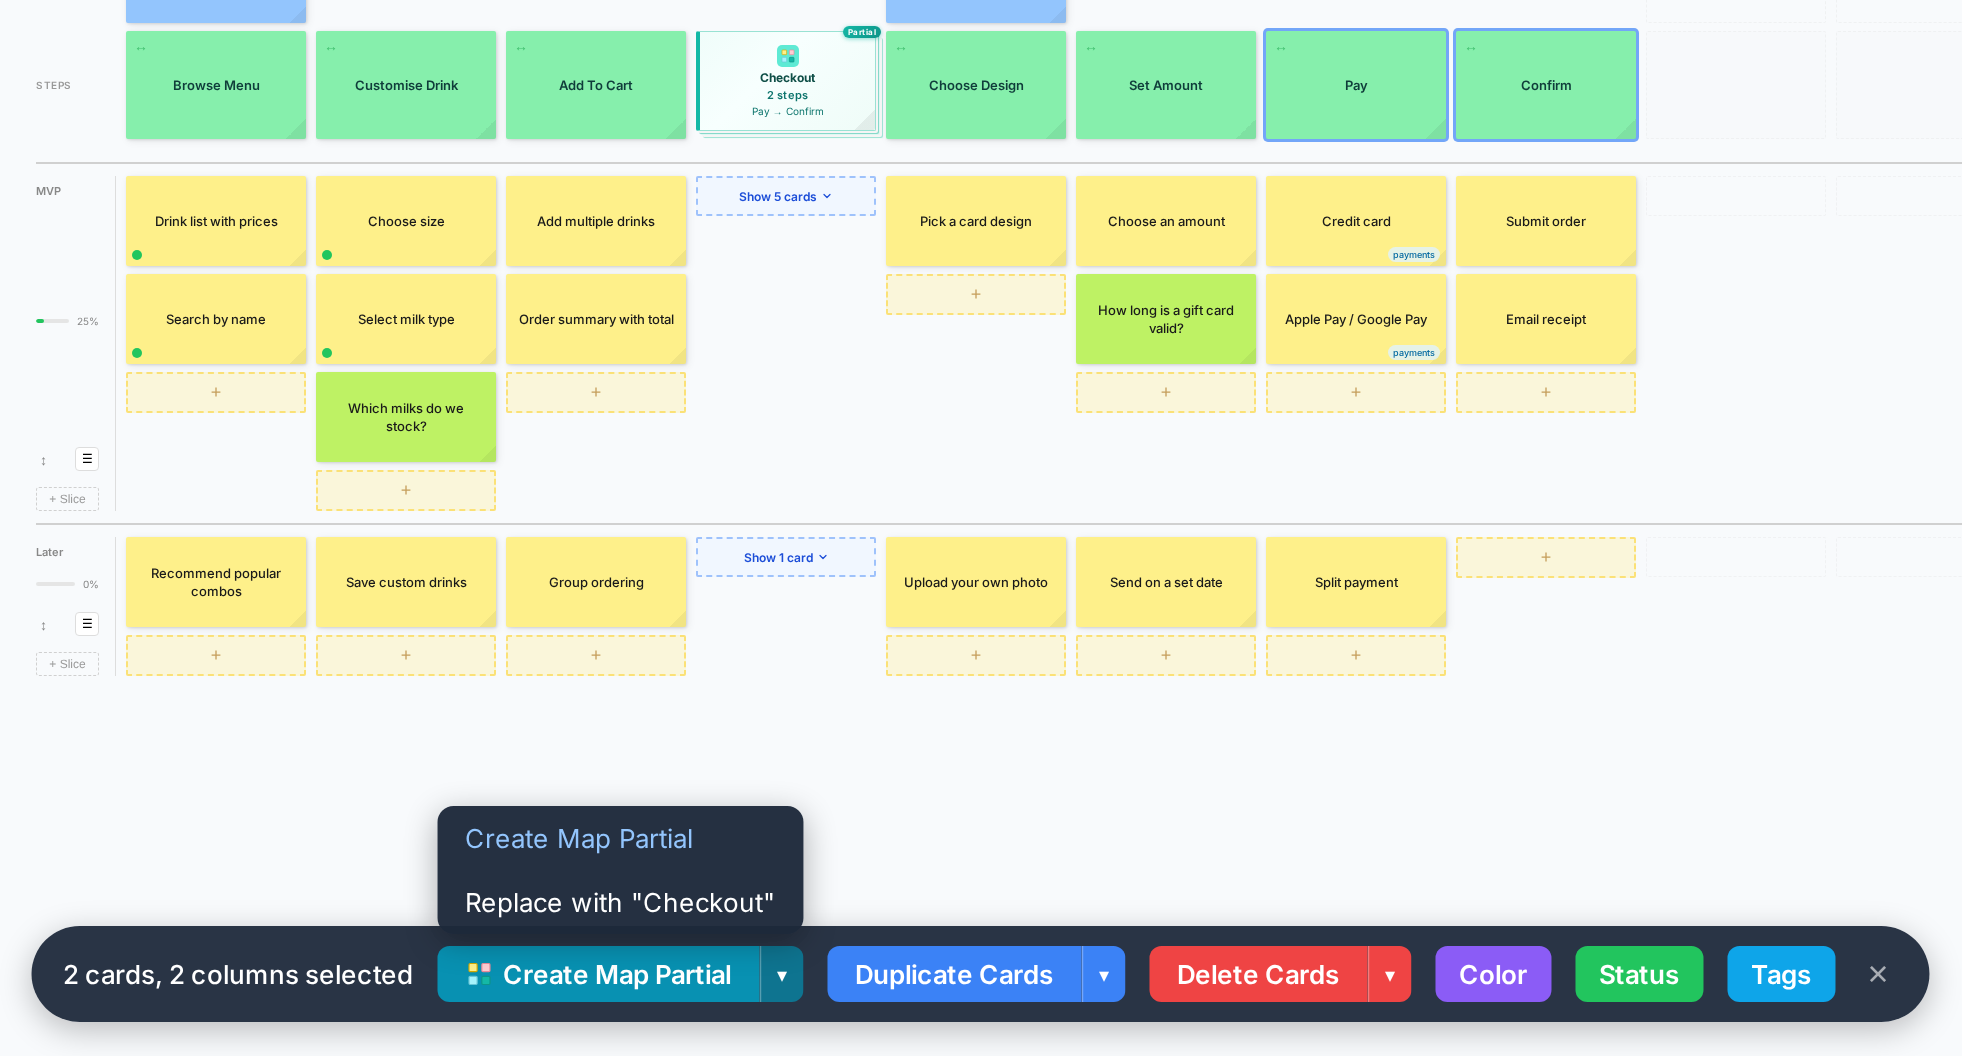 Partial
STEPS
Browse Menu
Customise Drink
Add To Cart
Checkout
2 steps
Pay → Confirm
Choose Design
Set Amount
Pay
Confirm
MVP
Drink list with prices
Choose size
Add multiple drinks
Show 5 cards
Pick a card design
Choose an amount
Credit card
payments
Submit order
25%
Search by name
Select milk type
Order summary with total
+
How long is a gift card
valid?
Apple Pay / Google Pay
payments
Email receipt
+
Which milks do we
stock?
+
+
+
+
+ Slice
+
Later
0%
Recommend popular
combos
Save custom drinks
Group ordering
Show 1 card
Upload your own photo
Send on a set date
Split payment
+
+ Slice
+
+
+
+
+
+
Create Map Partial
Replace with "Checkout"
2 cards, 2 columns selected
Create Map Partial
Duplicate Cards
Delete Cards
Color
Status
Tags